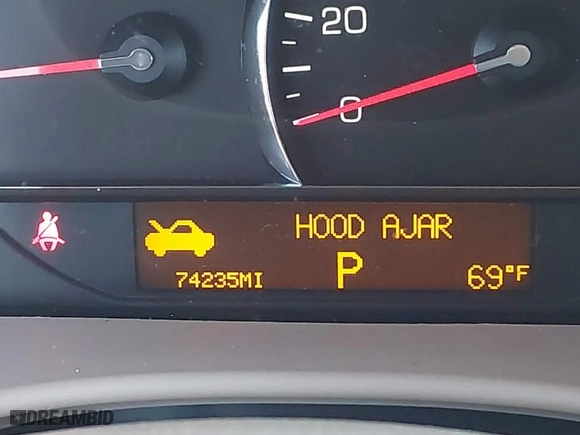 20
0
HOOD AJAR
74235MI P 69°F
DREAMBID